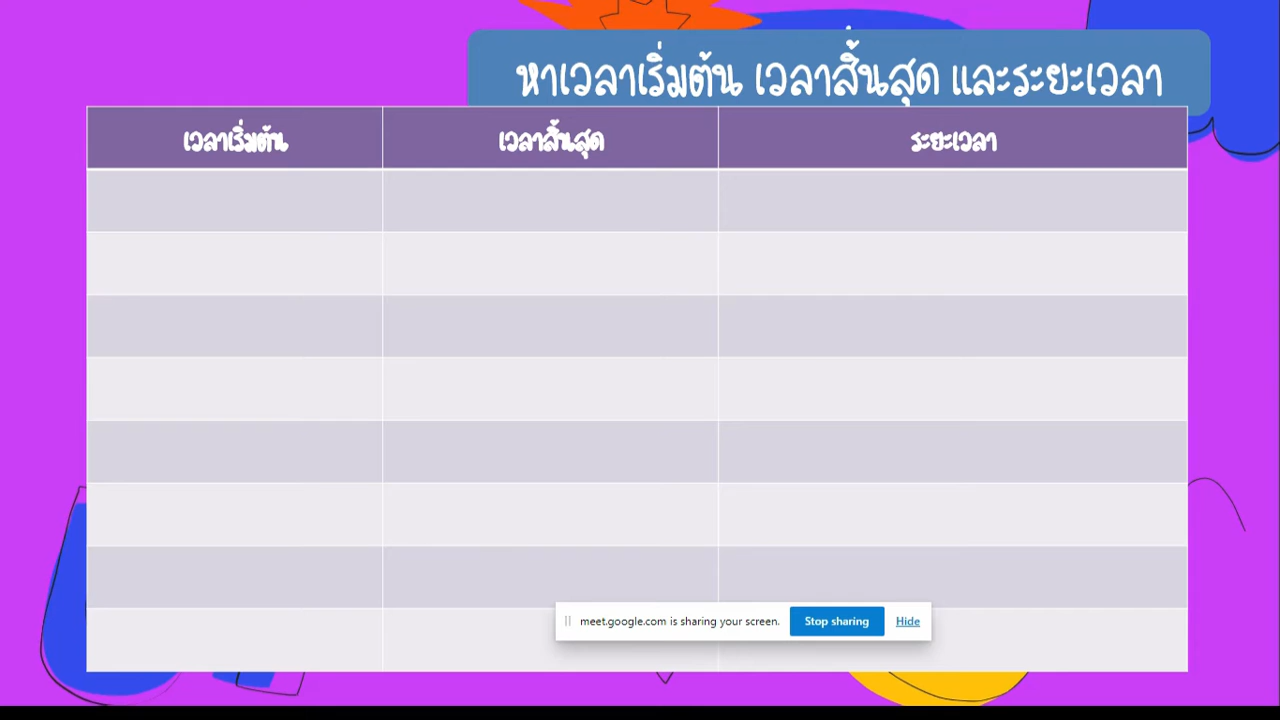 หาเวลาเริ่มต้น เวลาสิ้นสุด และระยะเวลา
เวลาเริ่มต้น เวลาสิ้นสุด ระยะเวลา
meet.google.com is sharing your screen. Stop sharing Hide